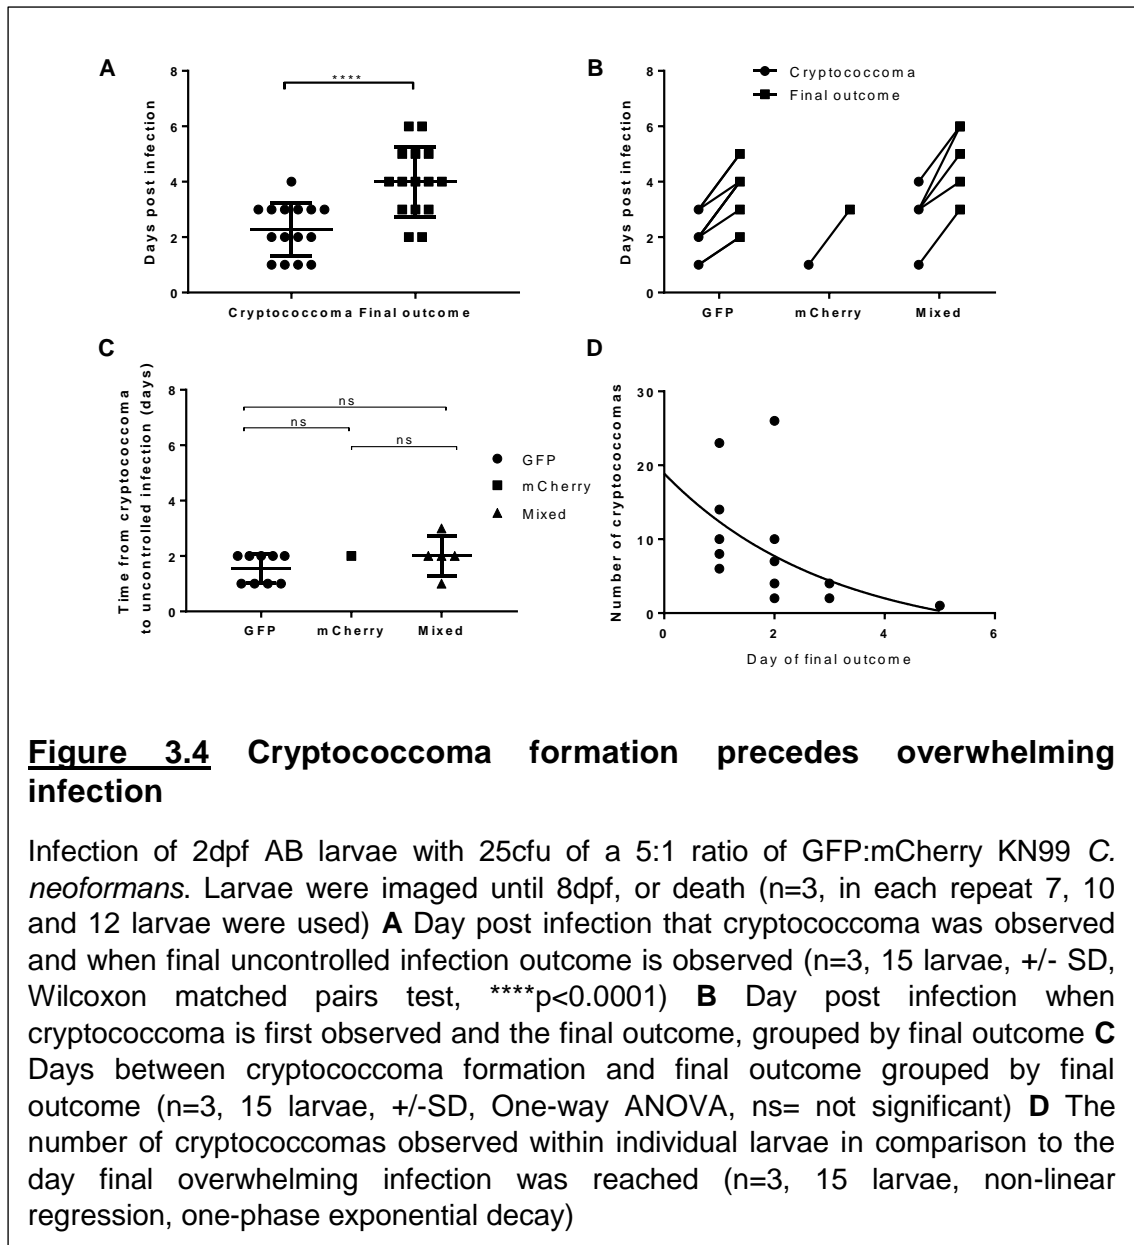 A
B
****
Days post infection
8
6
4
2
0
Cryptococcoma Final outcome
Days post infection
8
6
4
2
0
Cryptococcoma
Final outcome
GFP
mCherry
Mixed
C
D
Time from cryptococcoma
to uncontrolled infection (days)
8
6
4
2
0
ns
ns
ns
GFP
mCherry
Mixed
GFP
mCherry
Mixed
Number of cryptococcomas
30
20
10
0
0
2
4
6
Day of final outcome
Figure 3.4 Cryptococcoma formation precedes overwhelming
infection
Infection of 2dpf AB larvae with 25cfu of a 5:1 ratio of GFP:mCherry KN99 C.
neoformans. Larvae were imaged until 8dpf, or death (n=3, in each repeat 7, 10
and 12 larvae were used) A Day post infection that cryptococcoma was observed
and when final uncontrolled infection outcome is observed (n=3, 15 larvae, +/- SD,
Wilcoxon matched pairs test, ****p<0.0001) B Day post infection when
cryptococcoma is first observed and the final outcome, grouped by final outcome C
Days between cryptococcoma formation and final outcome grouped by final
outcome (n=3, 15 larvae, +/-SD, One-way ANOVA, ns= not significant) D The
number of cryptococcomas observed within individual larvae in comparison to the
day final overwhelming infection was reached (n=3, 15 larvae, non-linear
regression, one-phase exponential decay)